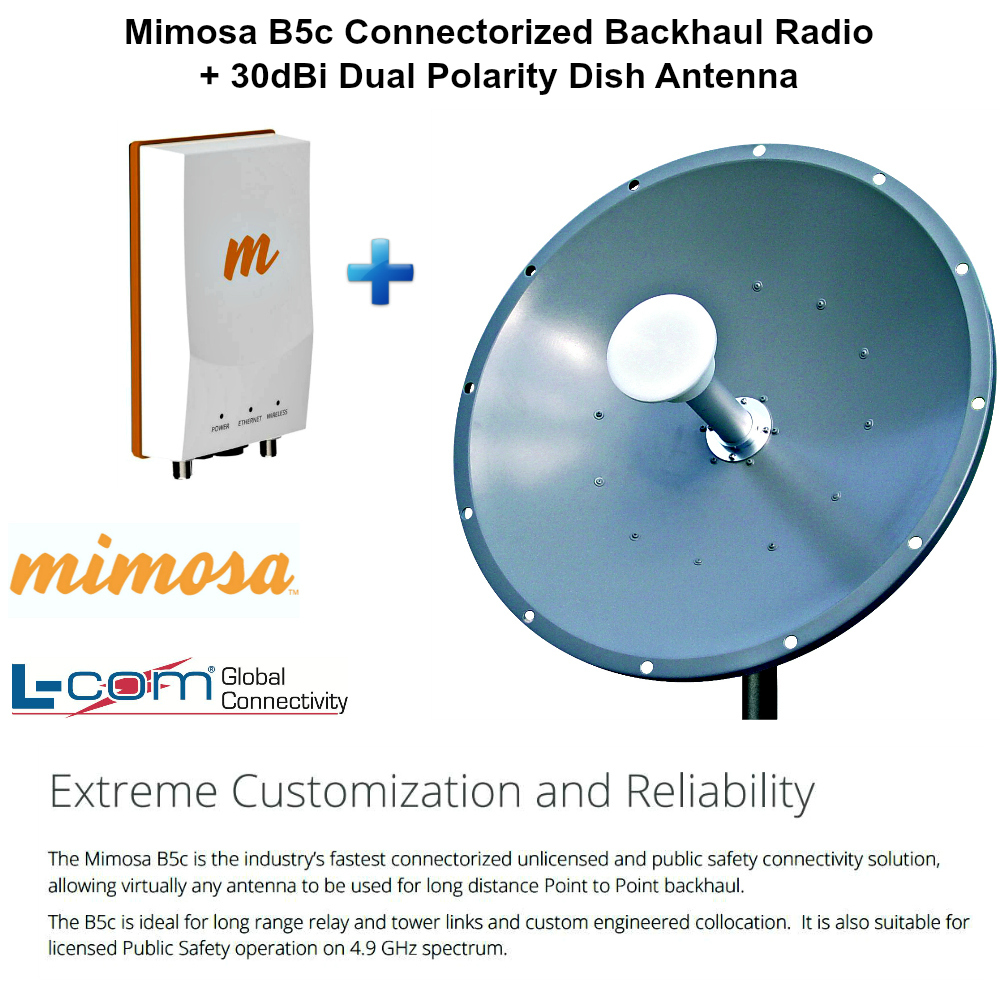 Mimosa B5c Connectorized Backhaul Radio
+ 30dBi Dual Polarity Dish Antenna
m
POWER ETHERNET WIRELESS
mimosa™
L-com® Global
Connectivity
Extreme Customization and Reliability
The Mimosa B5c is the industry’s fastest connectorized unlicensed and public safety connectivity solution,
allowing virtually any antenna to be used for long distance Point to Point backhaul.
The B5c is ideal for long range relay and tower links and custom engineered collocation.  It is also suitable for
licensed Public Safety operation on 4.9 GHz spectrum.